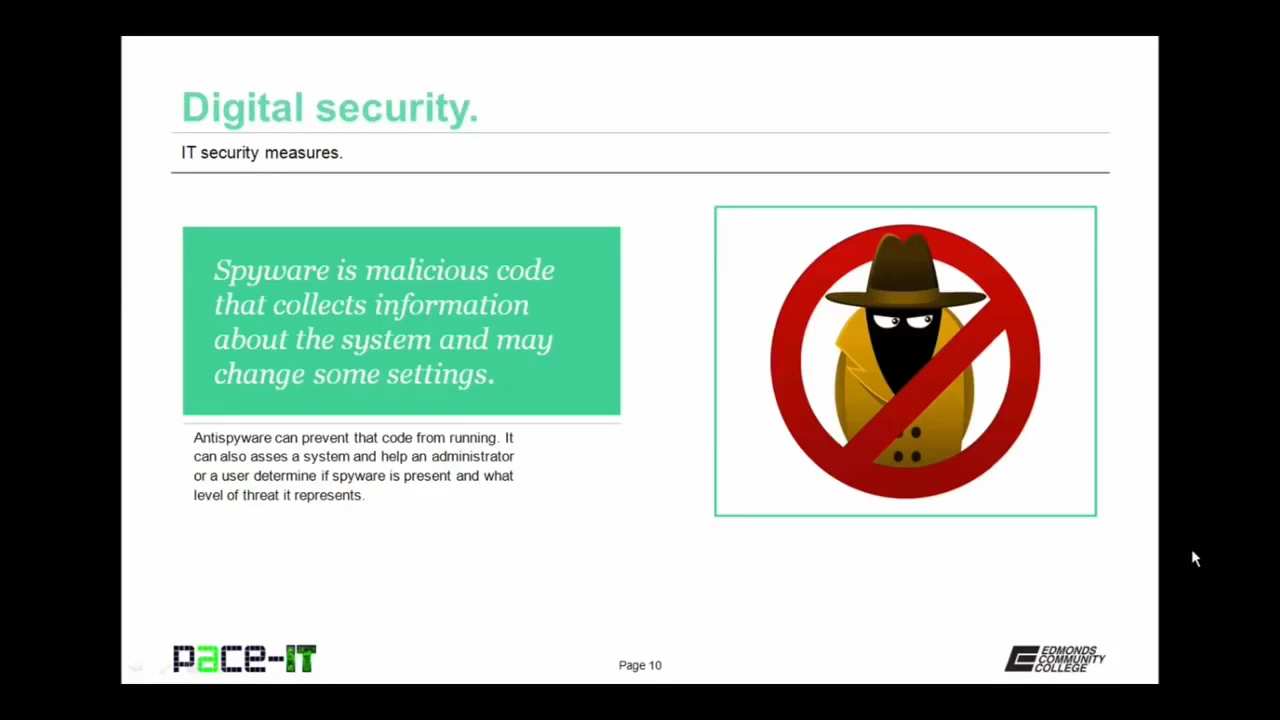 Digital security.
IT security measures.
Spyware is malicious code
that collects information
about the system and may
change some settings.
Antispyware can prevent that code from running. It
can also asses a system and help an administrator
or a user determine if spyware is present and what
level of threat it represents.
pace-IT
Page 10
EDMONDS
COMMUNITY
COLLEGE